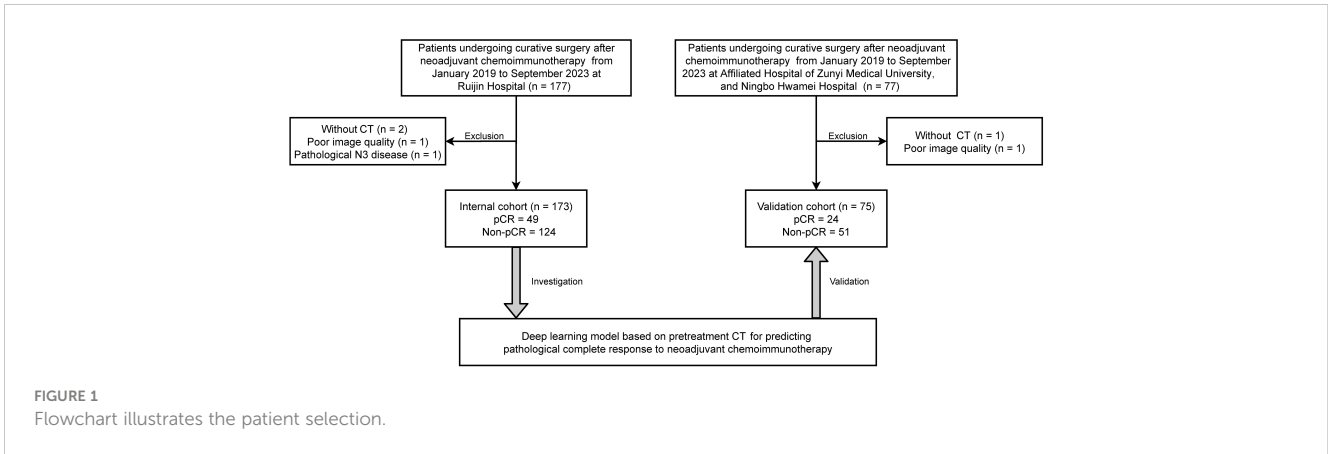 Patients undergoing curative surgery after
neoadjuvant chemoimmunotherapy from
January 2019 to September 2023 at
Ruijin Hospital (n = 177)
Patients undergoing curative surgery after neoadjuvant
chemoimmunotherapy from January 2019 to September
2023 at Affiliated Hospital of Zunyi Medical University,
and Ningbo Hwamei Hospital (n = 77)
Without CT (n = 2)
Poor image quality (n = 1)
Pathological N3 disease (n = 1)
Exclusion
Exclusion
Without CT (n = 1)
Poor image quality (n = 1)
Internal cohort (n = 173)
pCR = 49
Non-pCR = 124
Validation cohort (n = 75)
pCR = 24
Non-pCR = 51
Investigation
Validation
Deep learning model based on pretreatment CT for predicting
pathological complete response to neoadjuvant chemoimmunotherapy
FIGURE 1
Flowchart illustrates the patient selection.